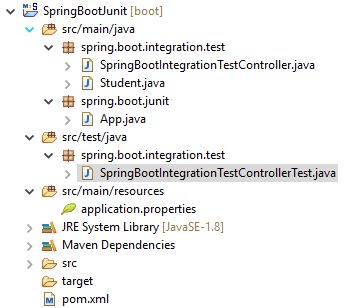 SpringBootJunit [boot]
src/main/java
spring.boot.integration.test
SpringBootIntegrationTestController.java
Student.java
spring.boot.junit
App.java
src/test/java
spring.boot.integration.test
SpringBootIntegrationTestControllerTest.java
src/main/resources
application.properties
JRE System Library [JavaSE-1.8]
Maven Dependencies
src
target
pom.xml